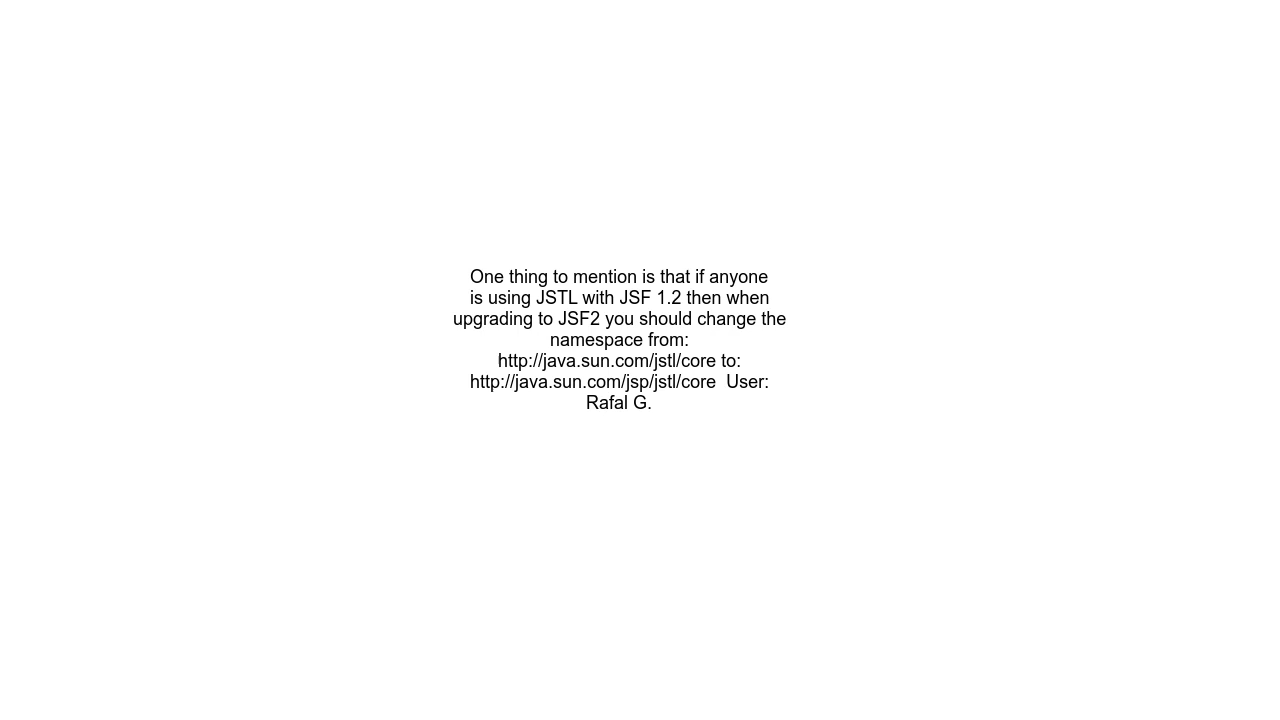 One thing to mention is that if anyone
is using JSTL with JSF 1.2 then when
upgrading to JSF2 you should change the
namespace from:
http://java.sun.com/jstl/core to:
http://java.sun.com/jsp/jstl/core  User:
Rafal G.